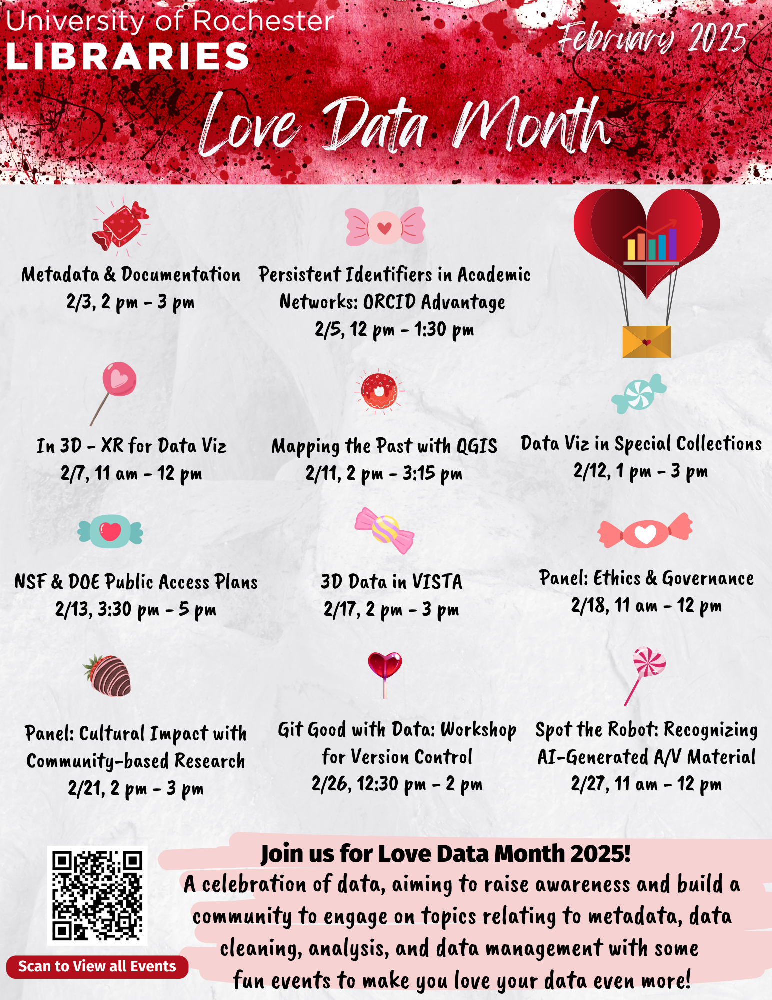 University of Rochester
LIBRARIES
February 2025
Love Data Month
Metadata & Documentation
2/3, 2 pm - 3 pm
Persistent Identifiers in Academic
Networks: ORCID Advantage
2/5, 12 pm - 1:30 pm
In 3D - XR for Data Viz
2/7, 11 am - 12 pm
Mapping the Past with QGIS
2/11, 2 pm - 3:15 pm
Data Viz in Special Collections
2/12, 1 pm - 3 pm
NSF & DOE Public Access Plans
2/13, 3:30 pm - 5 pm
3D Data in VISTA
2/17, 2 pm - 3 pm
Panel: Ethics & Governance
2/18, 11 am - 12 pm
Panel: Cultural Impact with
Community-based Research
2/21, 2 pm - 3 pm
Git Good with Data: Workshop
for Version Control
2/26, 12:30 pm - 2 pm
Spot the Robot: Recognizing
AI-Generated A/V Material
2/27, 11 am - 12 pm
Scan to View all Events
Join us for Love Data Month 2025!
A celebration of data, aiming to raise awareness and build a
community to engage on topics relating to metadata, data
cleaning, analysis, and data management with some
fun events to make you love your data even more!